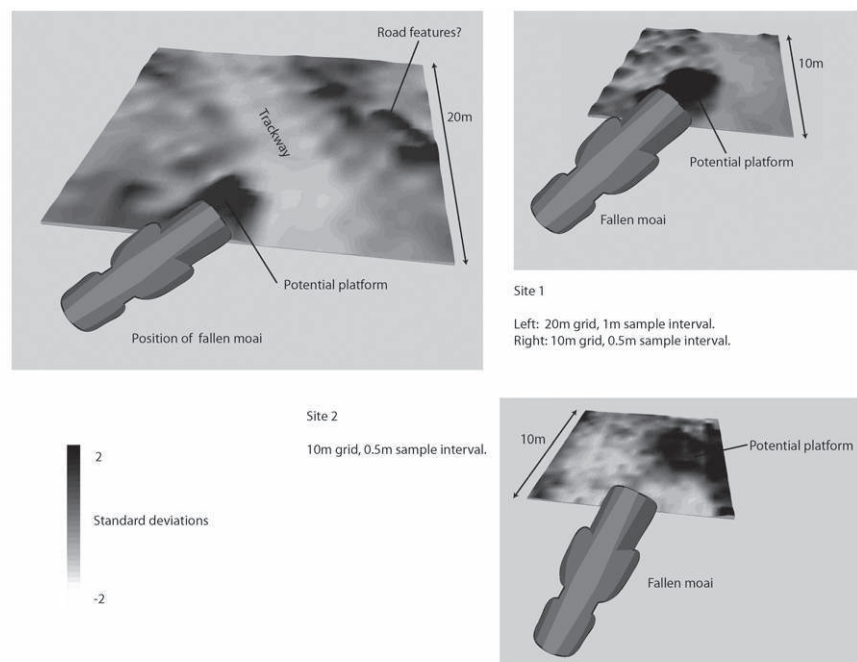 Road features?
20m
Trackway
Potential platform
Position of fallen moai
10m
Potential platform
Fallen moai
Site 1
Left: 20m grid, 1m sample interval.
Right: 10m grid, 0.5m sample interval.
Site 2
10m grid, 0.5m sample interval.
2
Standard deviations
-2
10m
Potential platform
Fallen moai